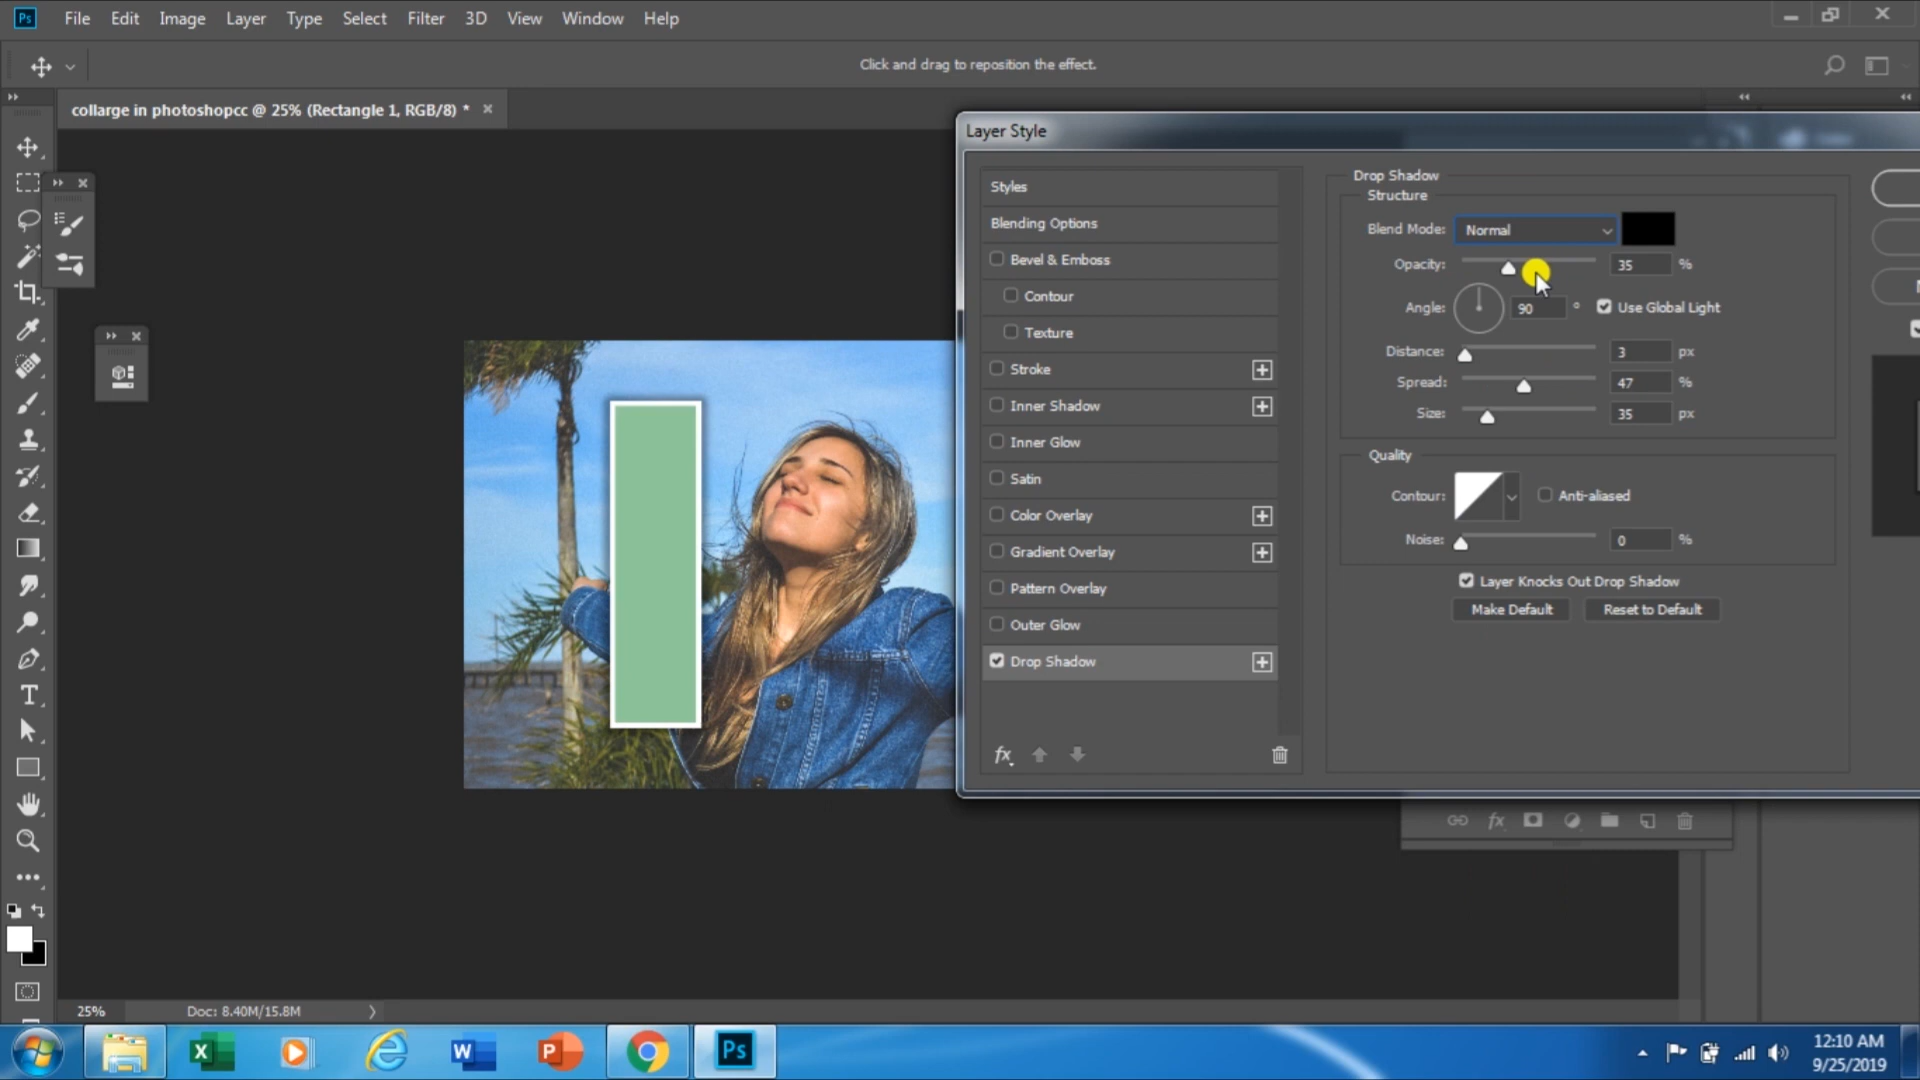 Ps File Edit Image Layer Type Select Filter 3D View Window Help
Click and drag to reposition the effect.
collarge in photoshopcc @ 25% (Rectangle 1, RGB/8) *
Layer Style
Styles
Blending Options
Bevel & Emboss
Contour
Texture
Stroke
Inner Shadow
Inner Glow
Satin
Color Overlay
Gradient Overlay
Pattern Overlay
Outer Glow
Drop Shadow
fx
Drop Shadow
Structure
Blend Mode: Normal
Opacity: 35 %
Angle: 90 ° Use Global Light
Distance: 3 px
Spread: 47 %
Size: 35 px
Quality
Contour: Anti-aliased
Noise: 0 %
Layer Knocks Out Drop Shadow
Make Default Reset to Default
fx
T
25% Doc: 8.40M/15.8M
X W P Ps
12:10 AM
9/25/2019